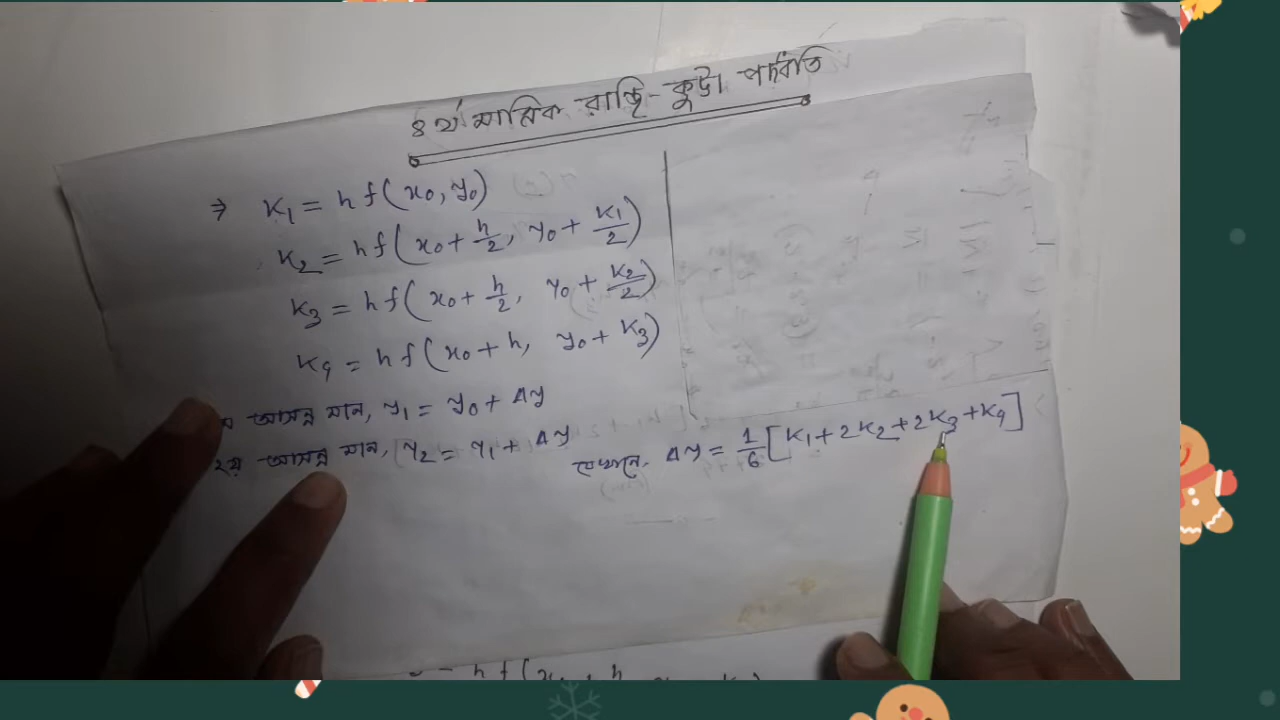 ৪র্থ মাত্রিক রাঞ্জি-কুট্টা পদ্ধতি
⇒ K₁ = hf(x₀, y₀)
K₂ = hf(x₀ + h/2, y₀ + K₁/2)
K₃ = hf(x₀ + h/2, y₀ + K₂/2)
K₄ = hf(x₀ + h, y₀ + K₃)
আসন্ন মান, y₁ = y₀ + Δy
২য় আসন্ন মান, y₂ = y₁ + Δy
যেখানে, Δy = 1/6 [K₁ + 2K₂ + 2K₃ + K₄]